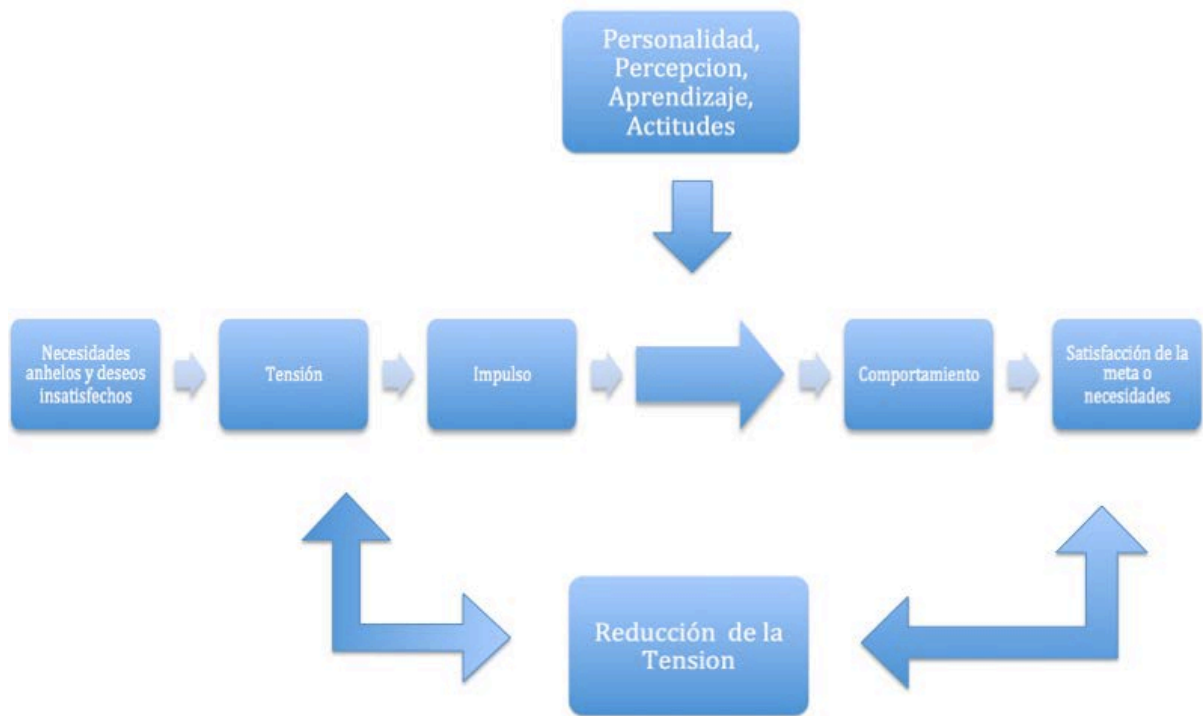 Personalidad,
Percepcion,
Aprendizaje,
Actitudes
Necesidades
anhelos y deseos
insatisfechos
Tensión
Impulso
Comportamiento
Satisfacción de la
meta o
necesidades
Reducción de la
Tension